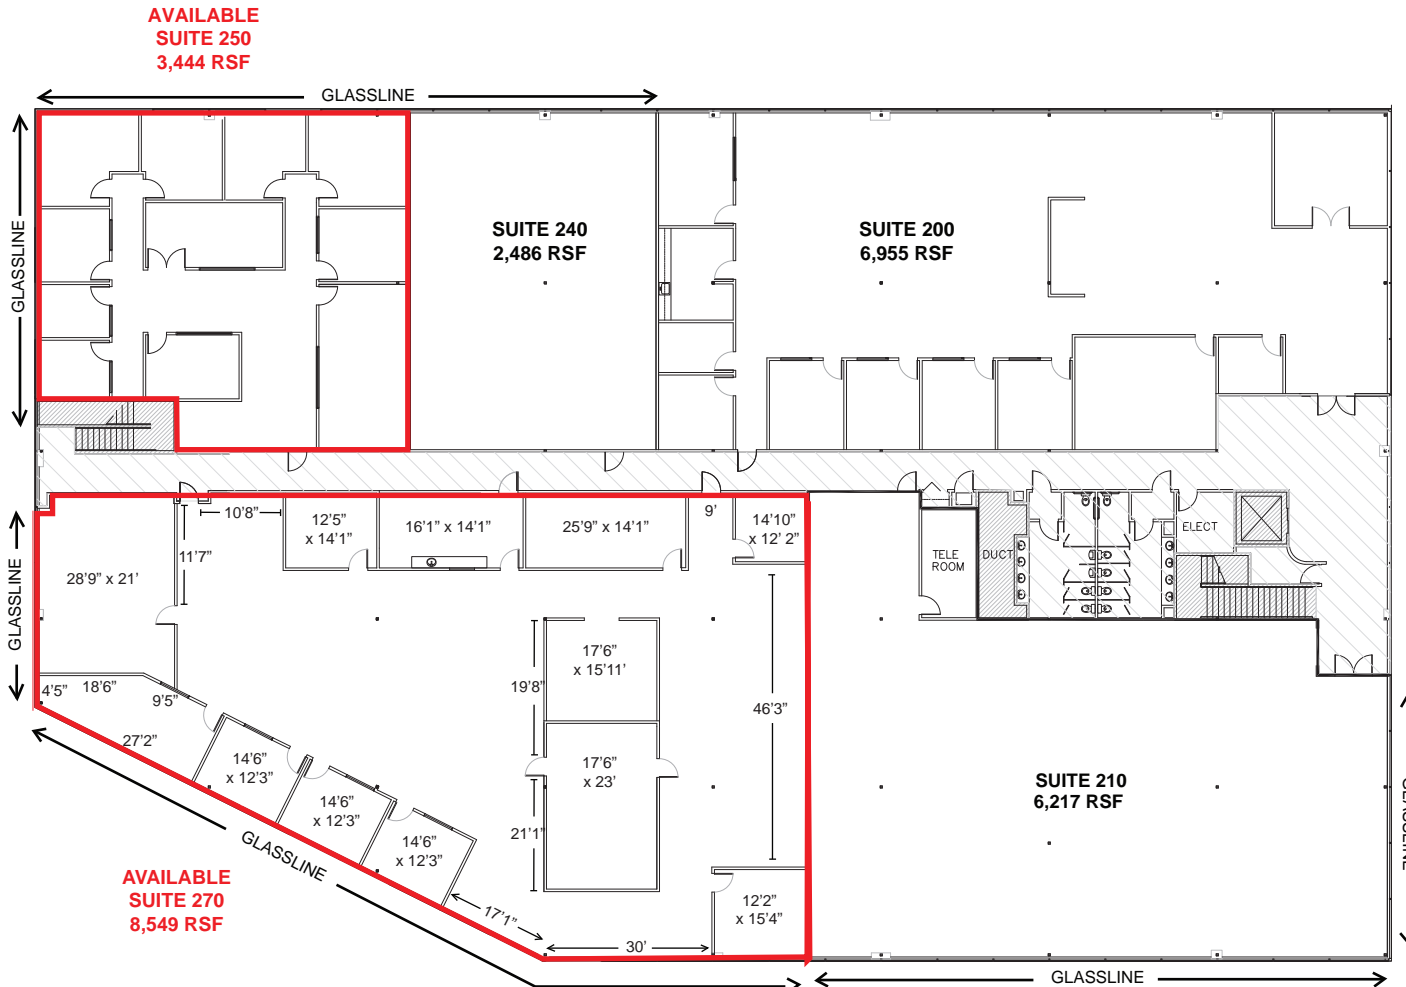 AVAILABLE
SUITE 250
3,444 RSF
GLASSLINE
GLASSLINE
SUITE 240
2,486 RSF
SUITE 200
6,955 RSF
10'8"
12'5"
x 14'1"
16'1" x 14'1"
25'9" x 14'1"
9'
14'10"
x 12' 2"
11'7"
28'9" x 21'
GLASSLINE
TELE
ROOM
DUCT
ELECT
17'6"
x 15'11'
19'8"
46'3"
4'5"
18'6"
9'5"
27'2"
14'6"
x 12'3"
14'6"
x 12'3"
14'6"
x 12'3"
17'6"
x 23'
21'1"
SUITE 210
6,217 RSF
GLASSLINE
GLASSLINE
AVAILABLE
SUITE 270
8,549 RSF
17'1"
12'2"
x 15'4"
30'
GLASSLINE